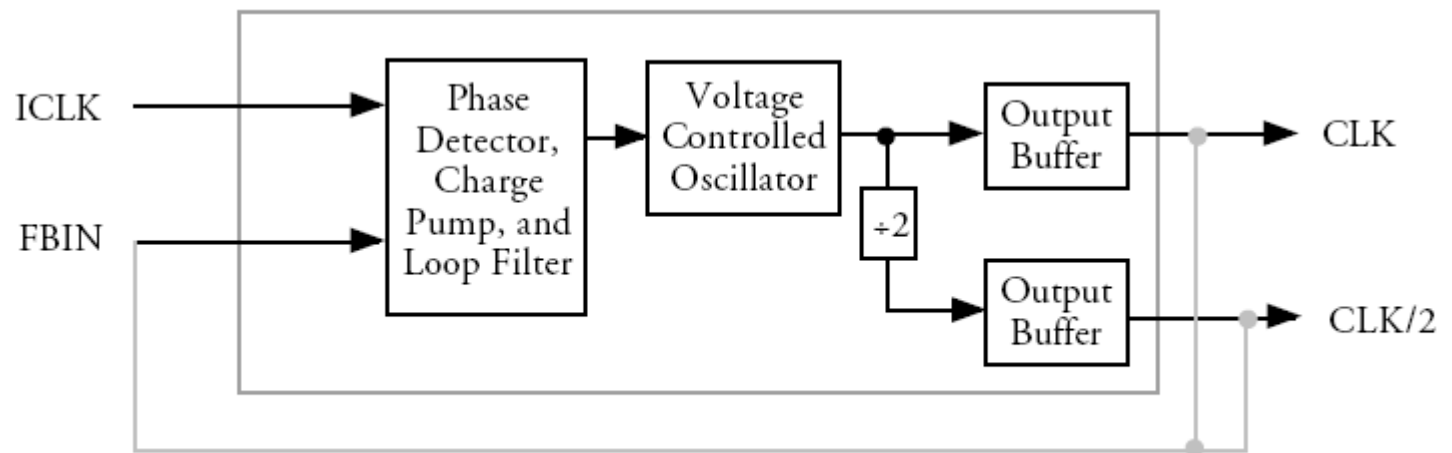 ICLK
FBIN
Phase
Detector,
Charge
Pump, and
Loop Filter
Voltage
Controlled
Oscillator
÷2
Output
Buffer
Output
Buffer
CLK
CLK/2